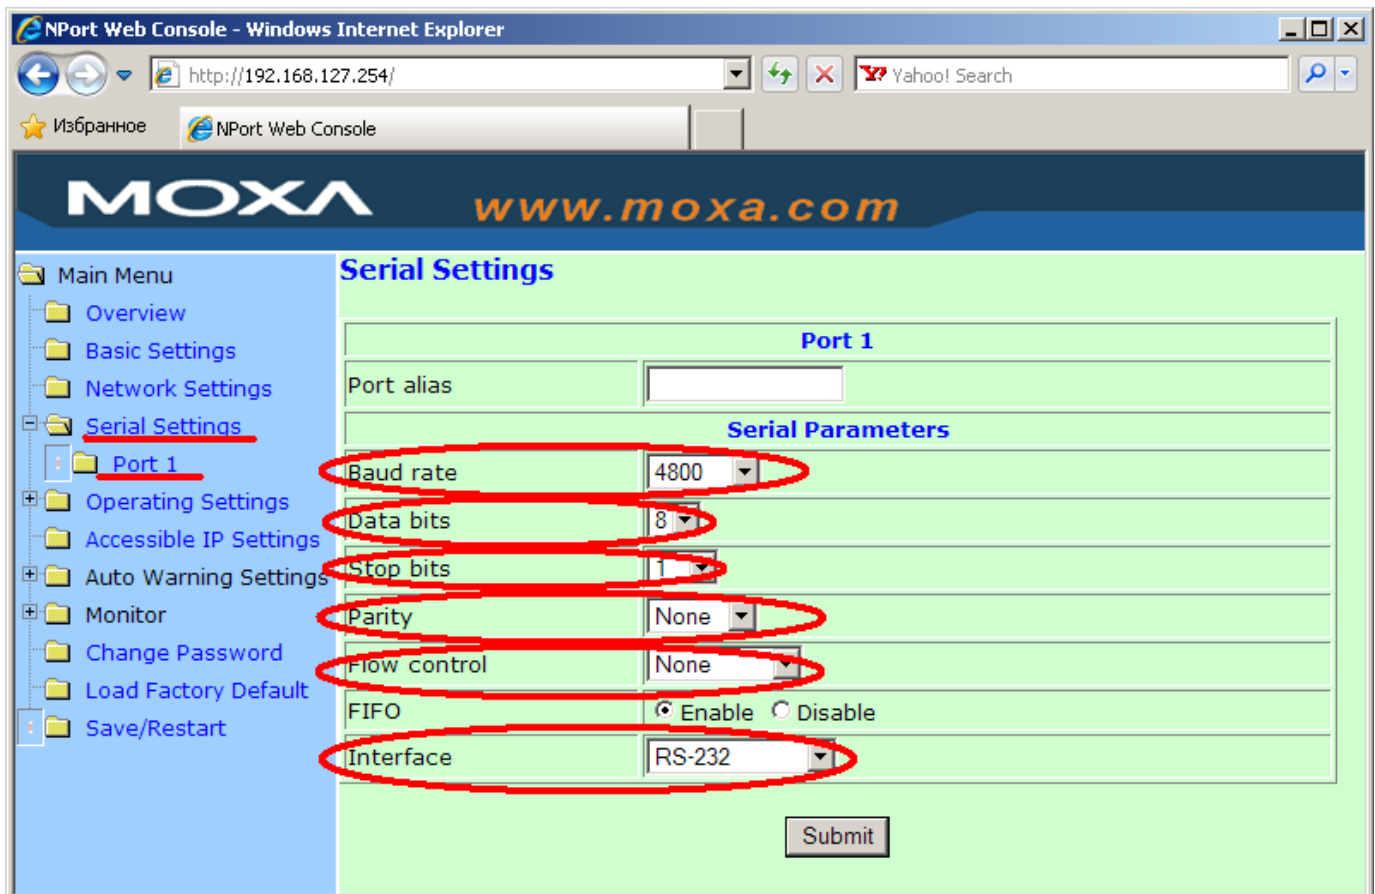 NPort Web Console - Windows Internet Explorer
http://192.168.127.254/
Yahoo! Search
Избранное
NPort Web Console
MOXA www.moxa.com
Main Menu
Overview
Basic Settings
Network Settings
Serial Settings
Port 1
Operating Settings
Accessible IP Settings
Auto Warning Settings
Monitor
Change Password
Load Factory Default
Save/Restart
Serial Settings
Port 1
Port alias
Serial Parameters
Baud rate 4800
Data bits 8
Stop bits 1
Parity None
Flow control None
FIFO Enable Disable
Interface RS-232
Submit